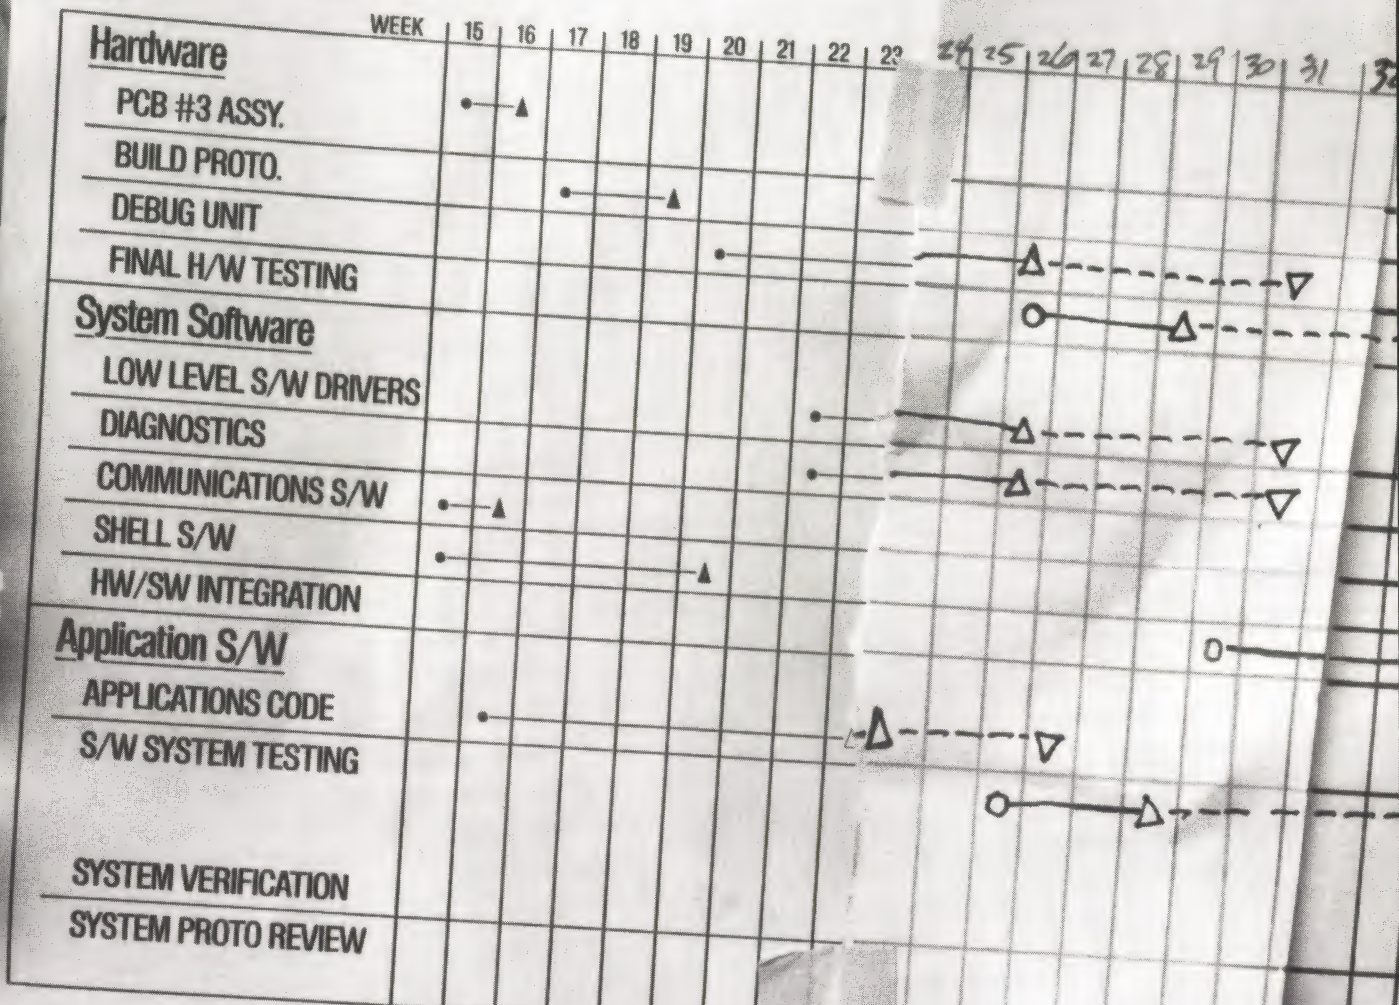 WEEK 15 16 17 18 19 20 21 22 23 24 25 26 27 28 29 30 31 32
Hardware
PCB #3 ASSY.
BUILD PROTO.
DEBUG UNIT
FINAL H/W TESTING
System Software
LOW LEVEL S/W DRIVERS
DIAGNOSTICS
COMMUNICATIONS S/W
SHELL S/W
HW/SW INTEGRATION
Application S/W
APPLICATIONS CODE
S/W SYSTEM TESTING
SYSTEM VERIFICATION
SYSTEM PROTO REVIEW